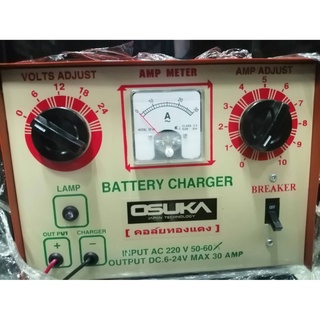 VOLTS ADJUST
AMP METER
AMP ADJUST
0 6 12 18 24
A
0 1 2 3 4 5 6 7 8 9 10
LAMP
BATTERY CHARGER
BREAKER
OSUKA
JAPAN TECHNOLOGY
OUT PUT
CHARGER
+
−
[ คอล์ยทองแดง ]
INPUT AC 220 V 50-60/
OUTPUT DC.6-24V MAX 30 AMP